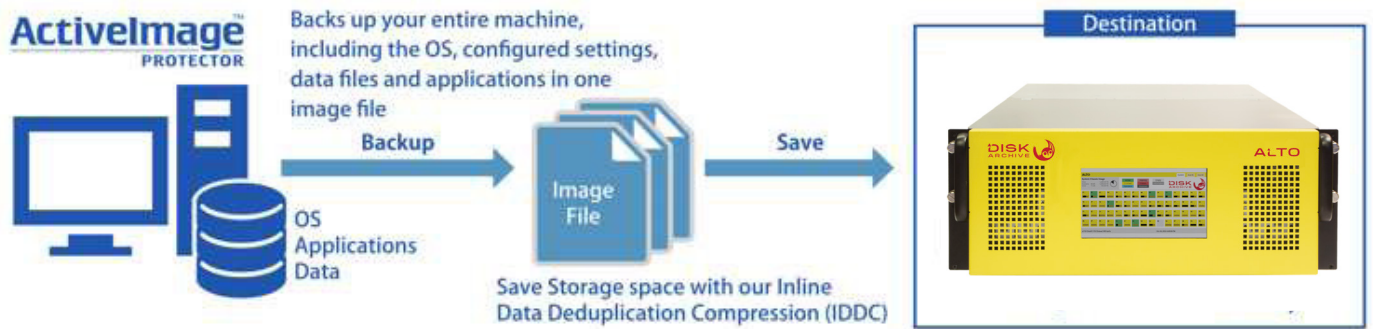 ActiveImage™
PROTECTOR
Backs up your entire machine,
including the OS, configured settings,
data files and applications in one
image file
Backup
OS
Applications
Data
Image
File
Save Storage space with our Inline
Data Deduplication Compression (IDDC)
Save
Destination
DISK
ARCHIVE
ALTO
DISK